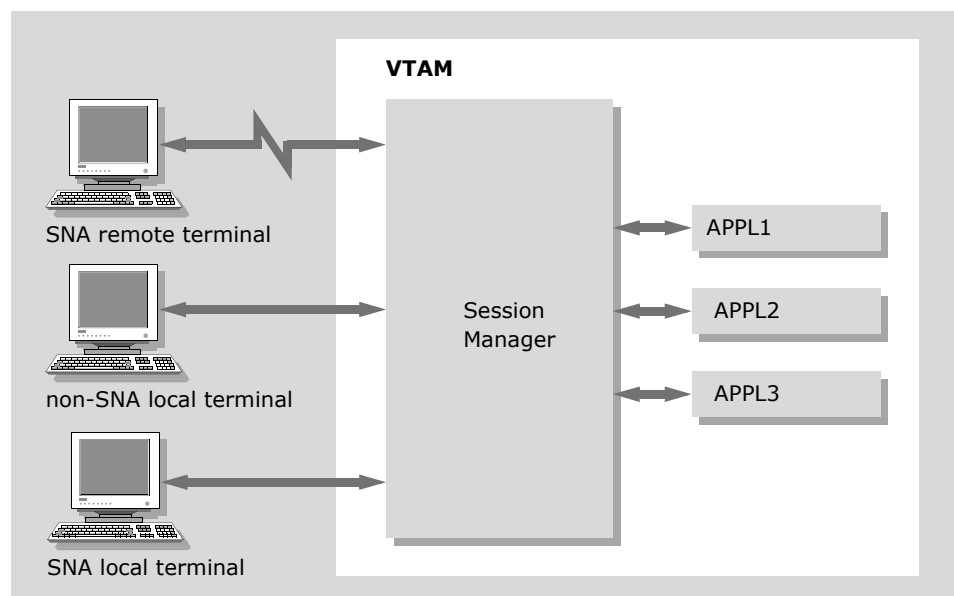 VTAM
SNA remote terminal
non-SNA local terminal
SNA local terminal
Session
Manager
APPL1
APPL2
APPL3